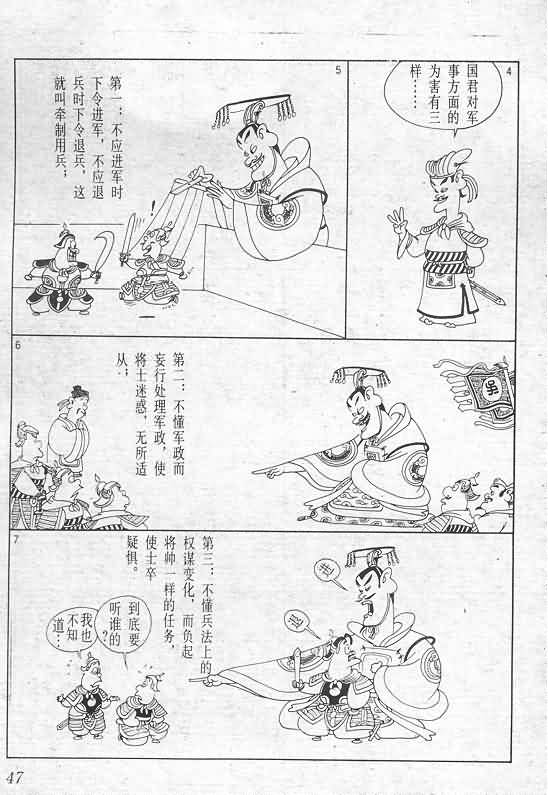 4
国君对军
事方面的
为害有三
样……
5
第一：不应进军时
下令进军，不应退
兵时下令退兵，这
就叫牵制用兵；
！
6
第二：不懂军政而
妄行处理军政，使
将士迷惑，无所适
从；
7
第三：不懂兵法上的
权谋变化，而负起
将帅一样的任务，
使士卒
疑惧。
进
退
到底要
听谁的？
我也
不知
道…
47